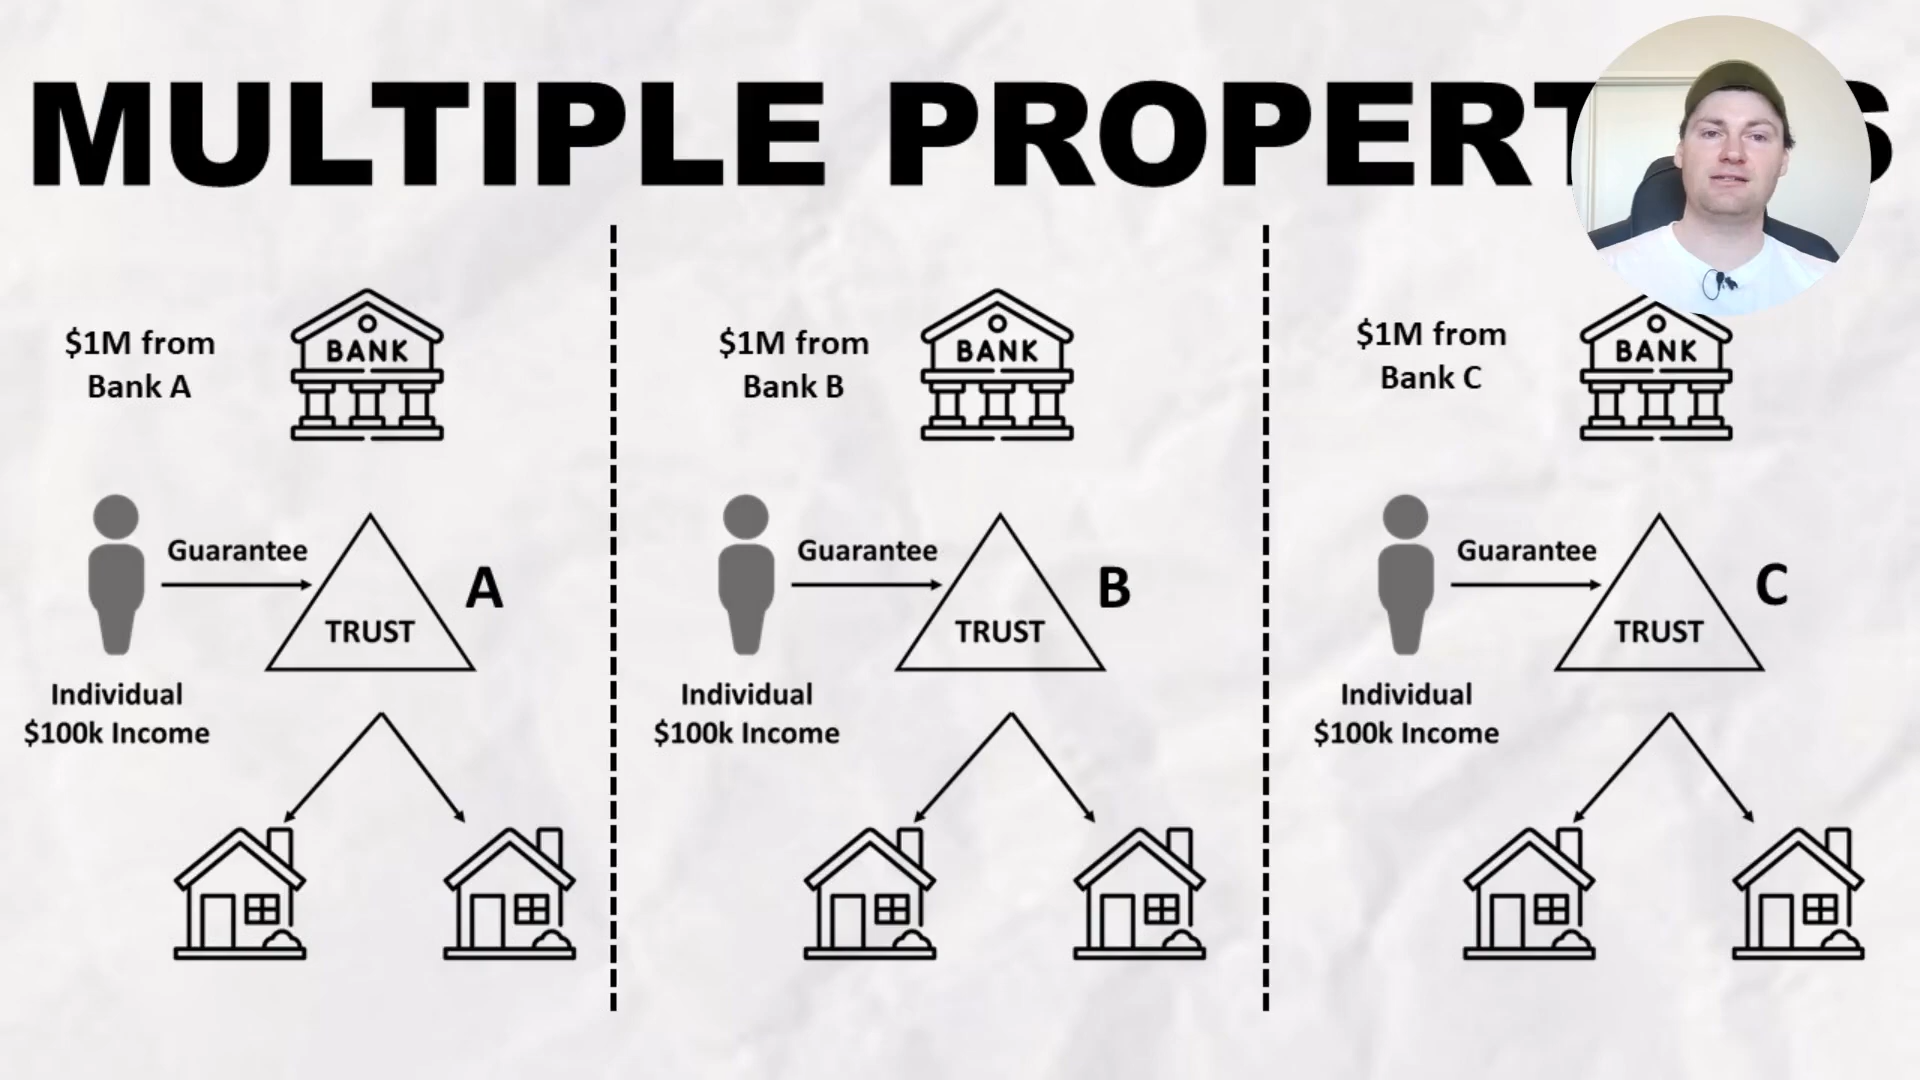 MULTIPLE
$1M from
Bank A
BANK
Guarantee
TRUST
A
Individual
$100k Income
$1M from
Bank B
BANK
Guarantee
TRUST
B
Individual
$100k Income
$1M from
Bank C
BANK
Guarantee
TRUST
C
Individual
$100k Income